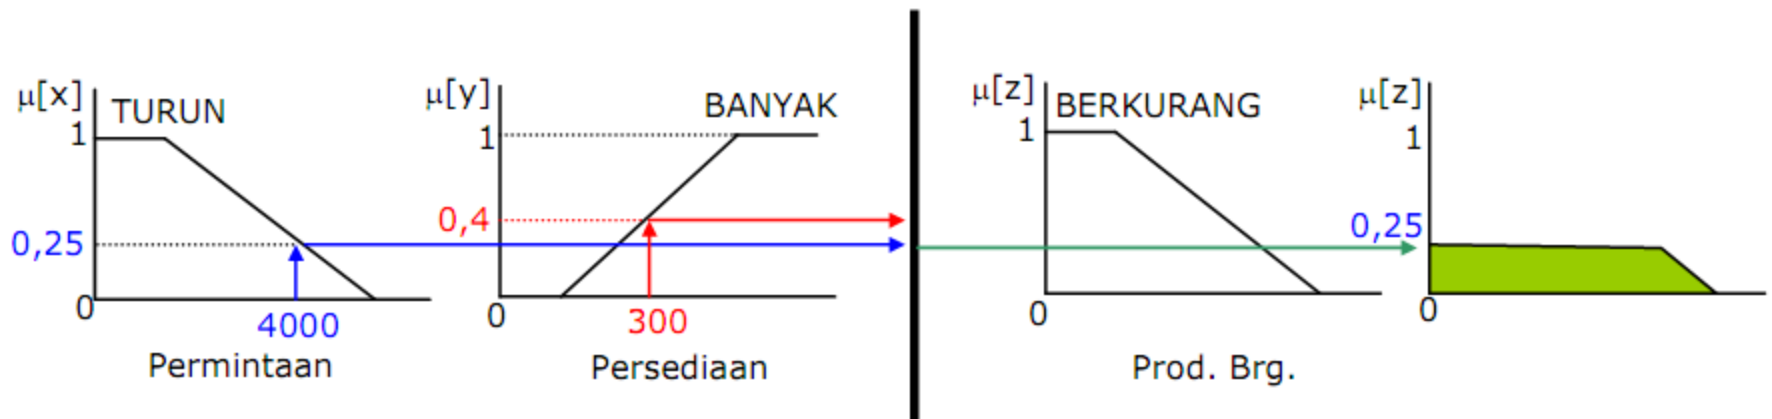 μ[x]
TURUN
1
0,25
0
4000
Permintaan
μ[y]
BANYAK
1
0,4
0
300
Persediaan
μ[z]
BERKURANG
1
0
Prod. Brg.
μ[z]
1
0,25
0